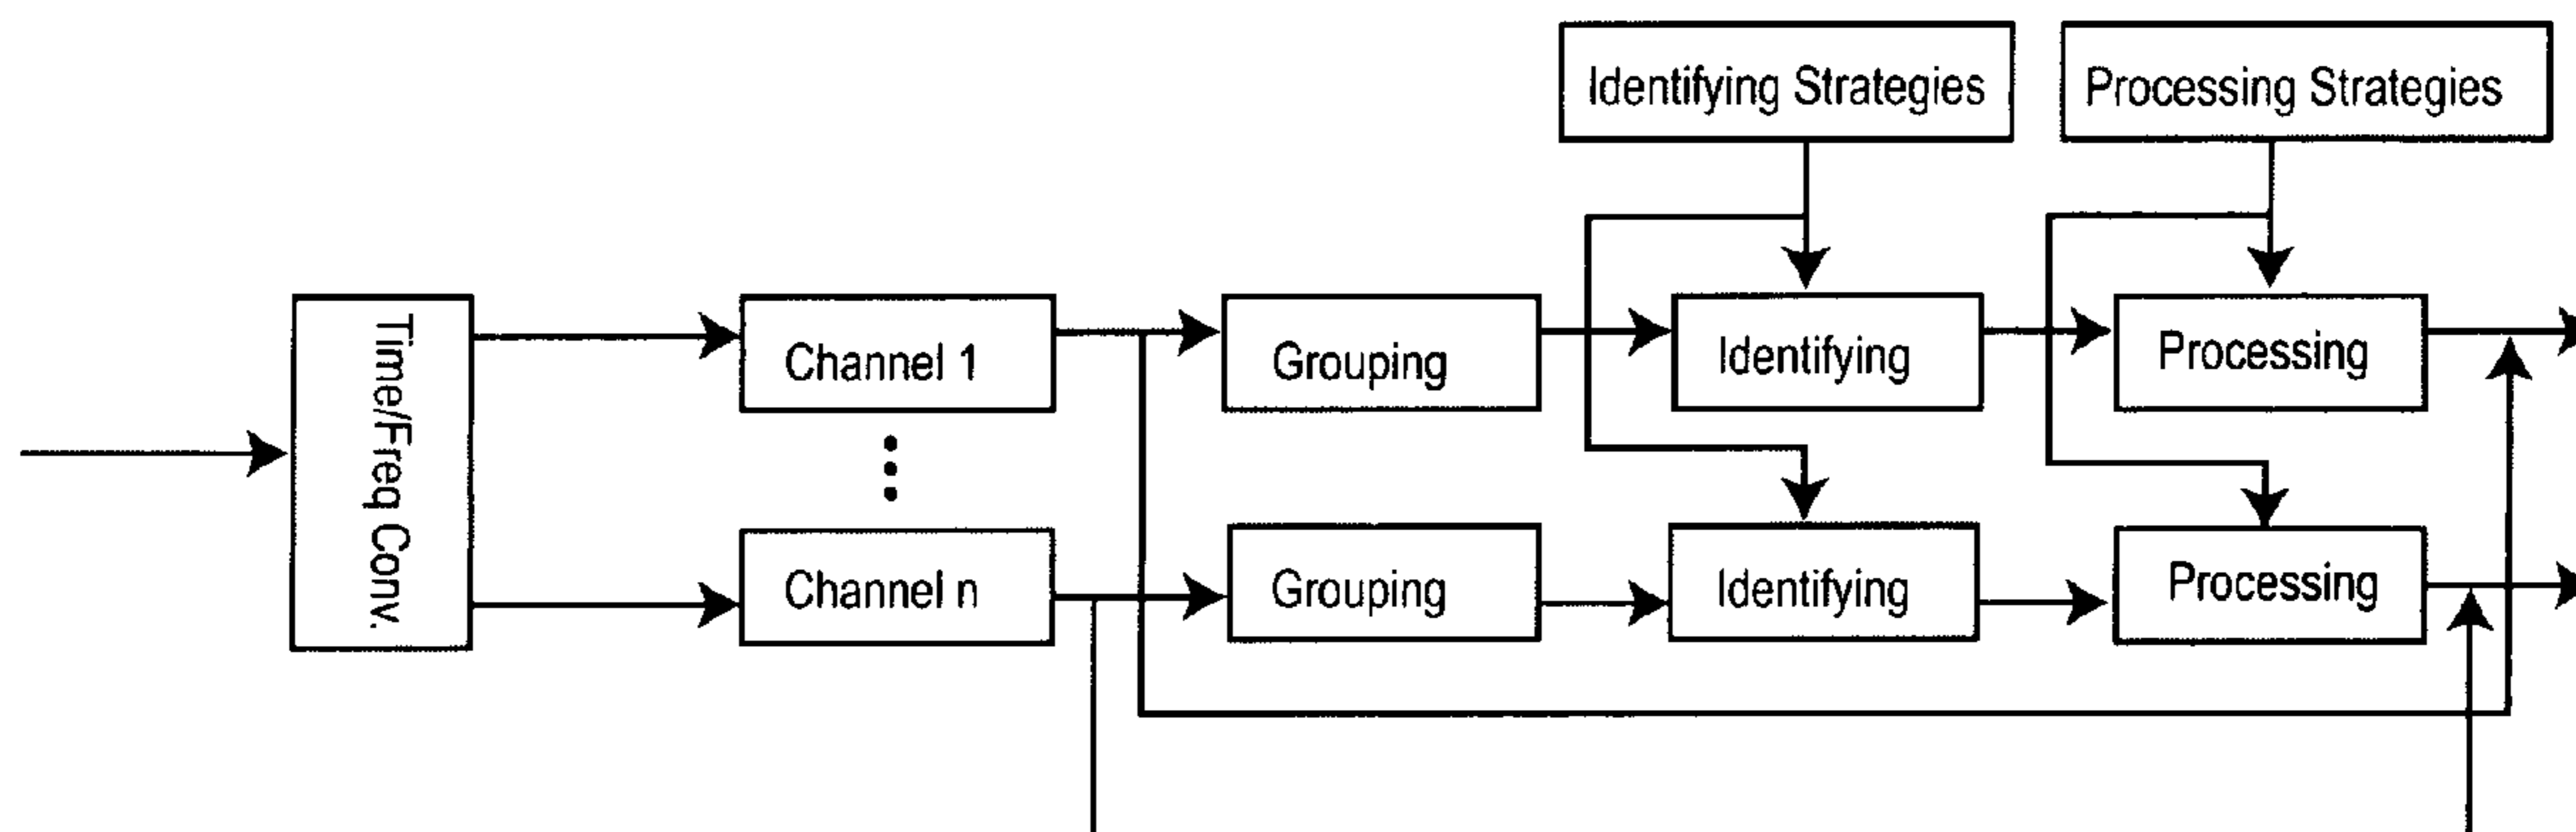 Identifying Strategies
Processing Strategies
Time/Freq Conv.
Channel 1
Grouping
Identifying
Processing
Channel n
Grouping
Identifying
Processing